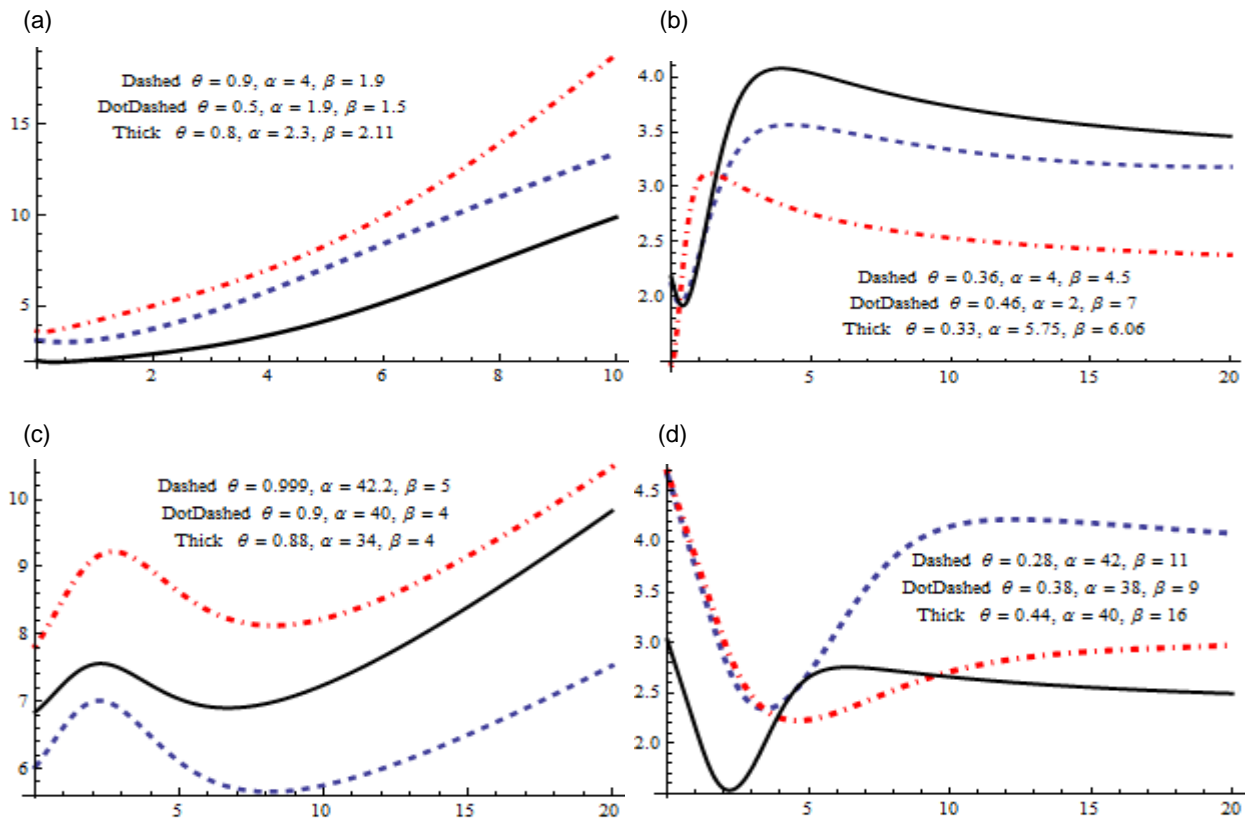 (a)
Dashed θ = 0.9, α = 4, β = 1.9
DotDashed θ = 0.5, α = 1.9, β = 1.5
Thick θ = 0.8, α = 2.3, β = 2.11
15
10
5
2 4 6 8 10
(b)
4.0
3.5
3.0
2.5
2.0
Dashed θ = 0.36, α = 4, β = 4.5
DotDashed θ = 0.46, α = 2, β = 7
Thick θ = 0.33, α = 5.75, β = 6.06
5 10 15 20
(c)
Dashed θ = 0.999, α = 42.2, β = 5
DotDashed θ = 0.9, α = 40, β = 4
Thick θ = 0.88, α = 34, β = 4
10
9
8
7
6
5 10 15 20
(d)
4.5
4.0
3.5
3.0
2.5
2.0
Dashed θ = 0.28, α = 42, β = 11
DotDashed θ = 0.38, α = 38, β = 9
Thick θ = 0.44, α = 40, β = 16
5 10 15 20